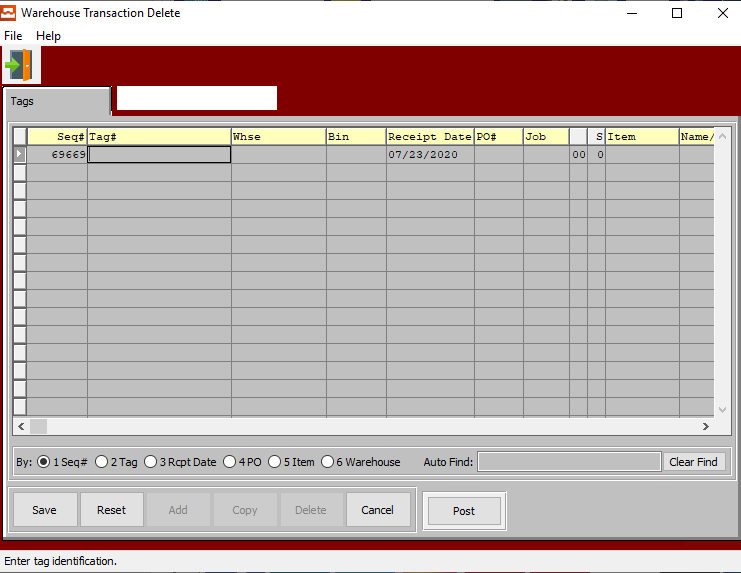 Warehouse Transaction Delete
File Help
Tags
Seq# Tag# Whse Bin Receipt Date PO# Job S Item Name/
69669 07/23/2020 00 0
By: 1 Seq# 2 Tag 3 Rcpt Date 4 PO 5 Item 6 Warehouse Auto Find: Clear Find
Save Reset Add Copy Delete Cancel Post
Enter tag identification.